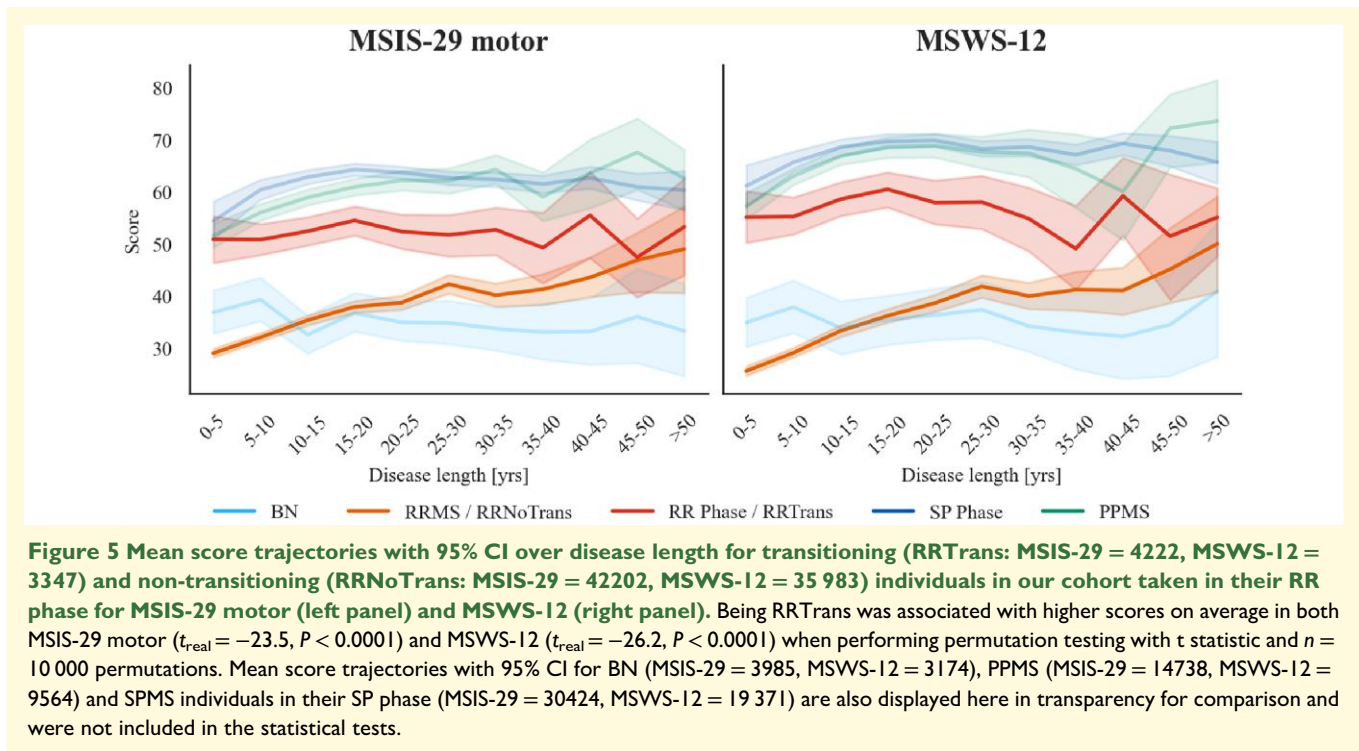 MSIS-29 motor
MSWS-12
Score
80
70
60
50
40
30
0-5
5-10
10-15
15-20
20-25
25-30
30-35
35-40
40-45
45-50
>50
Disease length [yrs]
0-5
5-10
10-15
15-20
20-25
25-30
30-35
35-40
40-45
45-50
>50
Disease length [yrs]
BN RRMS / RRNoTrans RR Phase / RRTrans SP Phase PPMS
Figure 5 Mean score trajectories with 95% CI over disease length for transitioning (RRTrans: MSIS-29 = 4222, MSWS-12 =
3347) and non-transitioning (RRNoTrans: MSIS-29 = 42202, MSWS-12 = 35 983) individuals in our cohort taken in their RR
phase for MSIS-29 motor (left panel) and MSWS-12 (right panel). Being RRTrans was associated with higher scores on average in both
MSIS-29 motor (treal = −23.5, P < 0.0001) and MSWS-12 (treal = −26.2, P < 0.0001) when performing permutation testing with t statistic and n =
10 000 permutations. Mean score trajectories with 95% CI for BN (MSIS-29 = 3985, MSWS-12 = 3174), PPMS (MSIS-29 = 14738, MSWS-12 =
9564) and SPMS individuals in their SP phase (MSIS-29 = 30424, MSWS-12 = 19 371) are also displayed here in transparency for comparison and
were not included in the statistical tests.